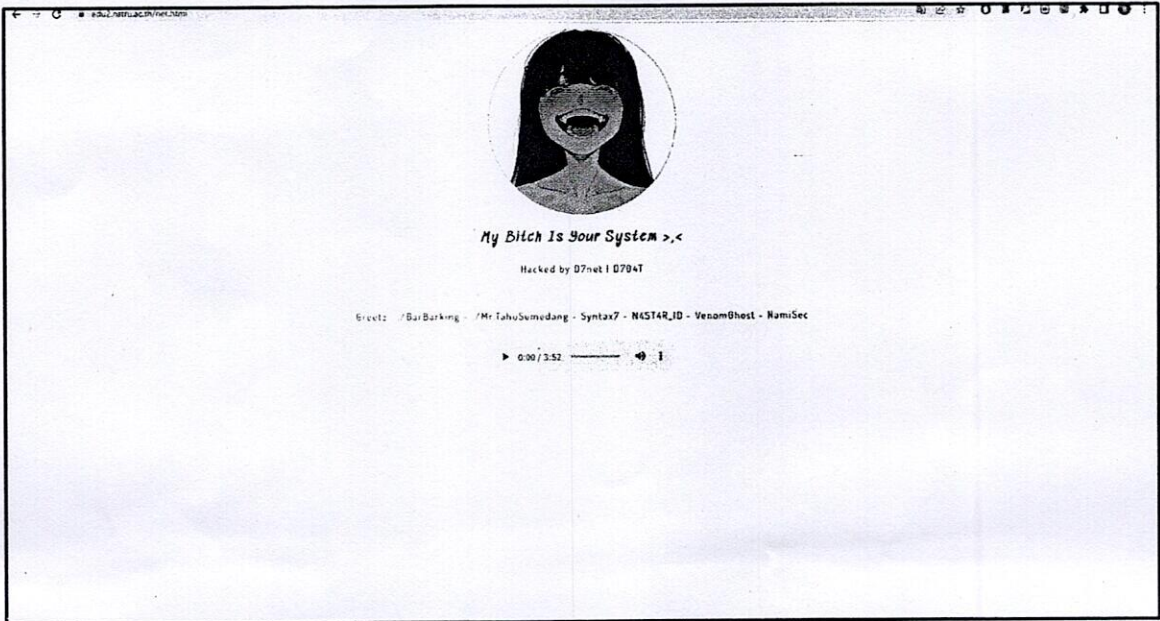 My Bitch Is Your System >,<
Hacked by D7net | D704T
Greetz ./BarBarking - ./Mr.TahuSumedang - Syntax7 - N4ST4R_ID - VenomGhost - NamiSec
0:00 / 3:52